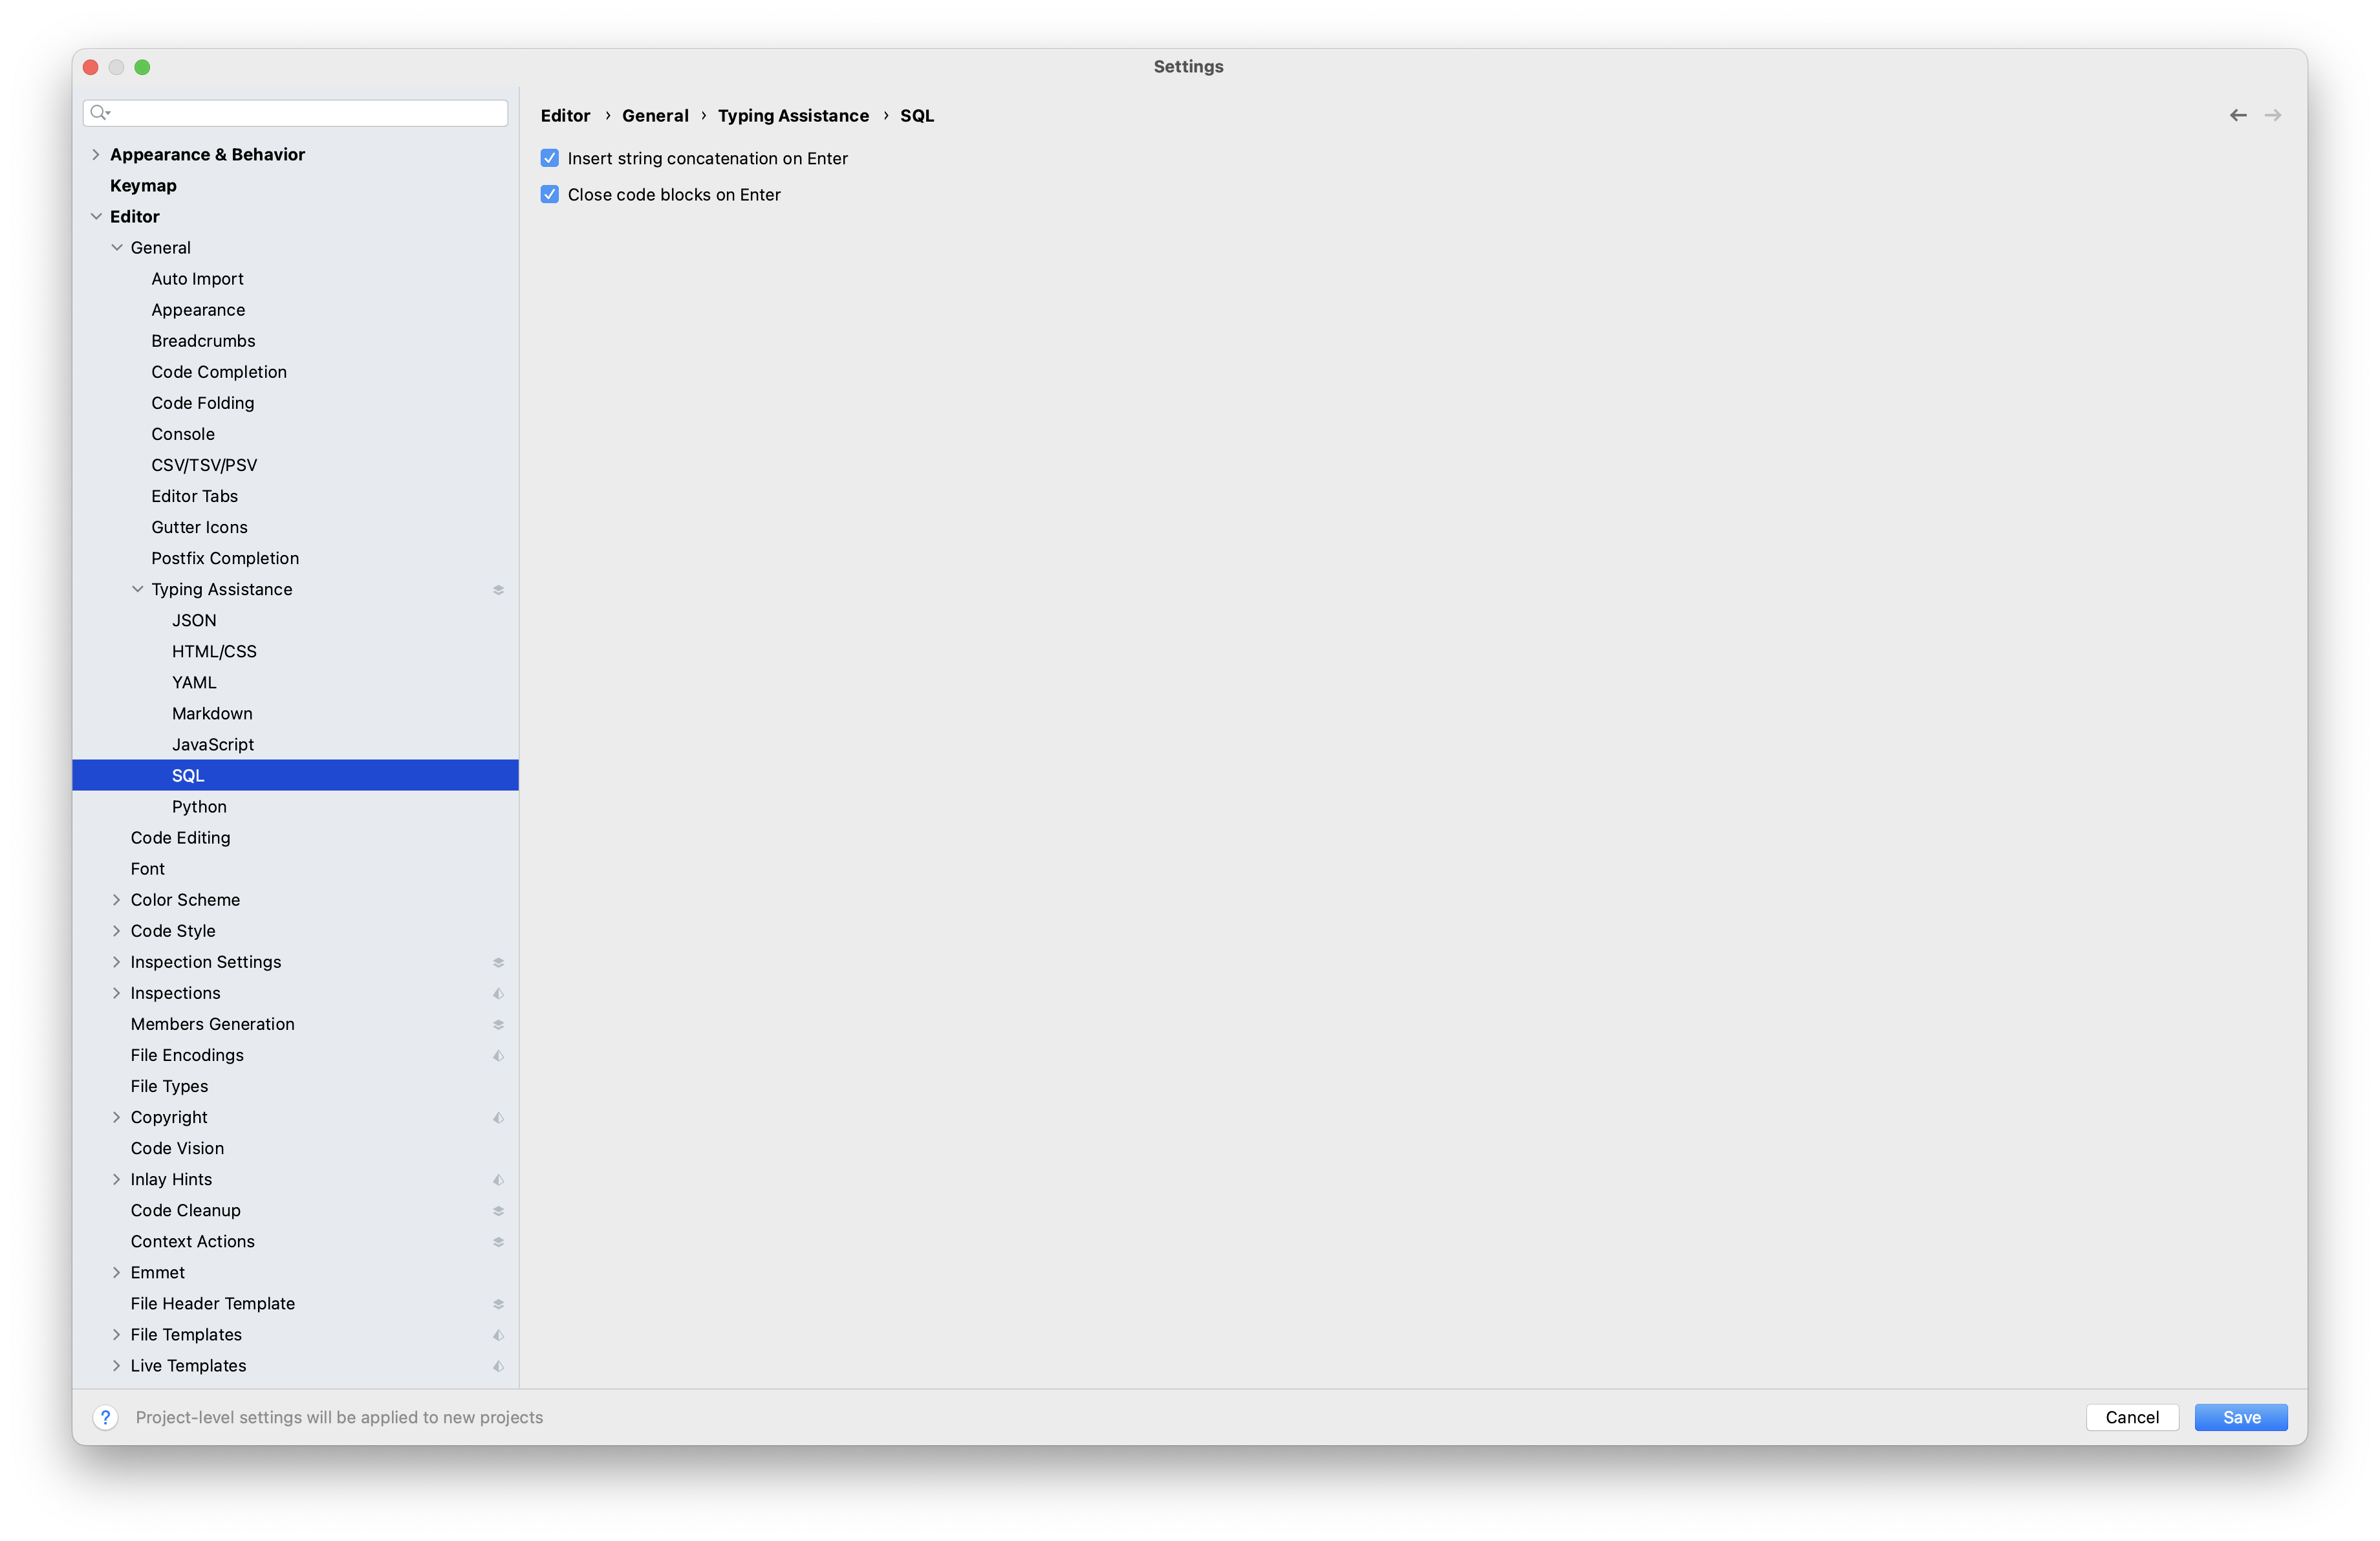 Settings
Editor › General › Typing Assistance › SQL
Appearance & Behavior
Keymap
Editor
General
Auto Import
Appearance
Breadcrumbs
Code Completion
Code Folding
Console
CSV/TSV/PSV
Editor Tabs
Gutter Icons
Postfix Completion
Typing Assistance
JSON
HTML/CSS
YAML
Markdown
JavaScript
SQL
Python
Code Editing
Font
Color Scheme
Code Style
Inspection Settings
Inspections
Members Generation
File Encodings
File Types
Copyright
Code Vision
Inlay Hints
Code Cleanup
Context Actions
Emmet
File Header Template
File Templates
Live Templates
Insert string concatenation on Enter
Close code blocks on Enter
? Project-level settings will be applied to new projects
Cancel
Save